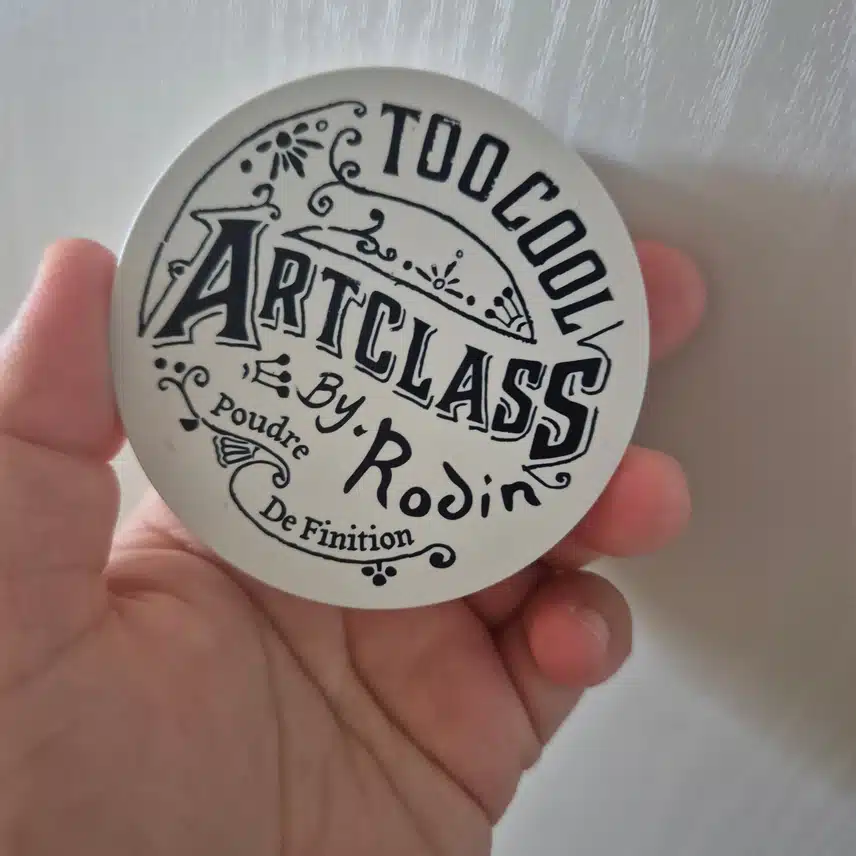 TOO COOL
ARTCLASS
By. Rodin
Poudre
De Finition